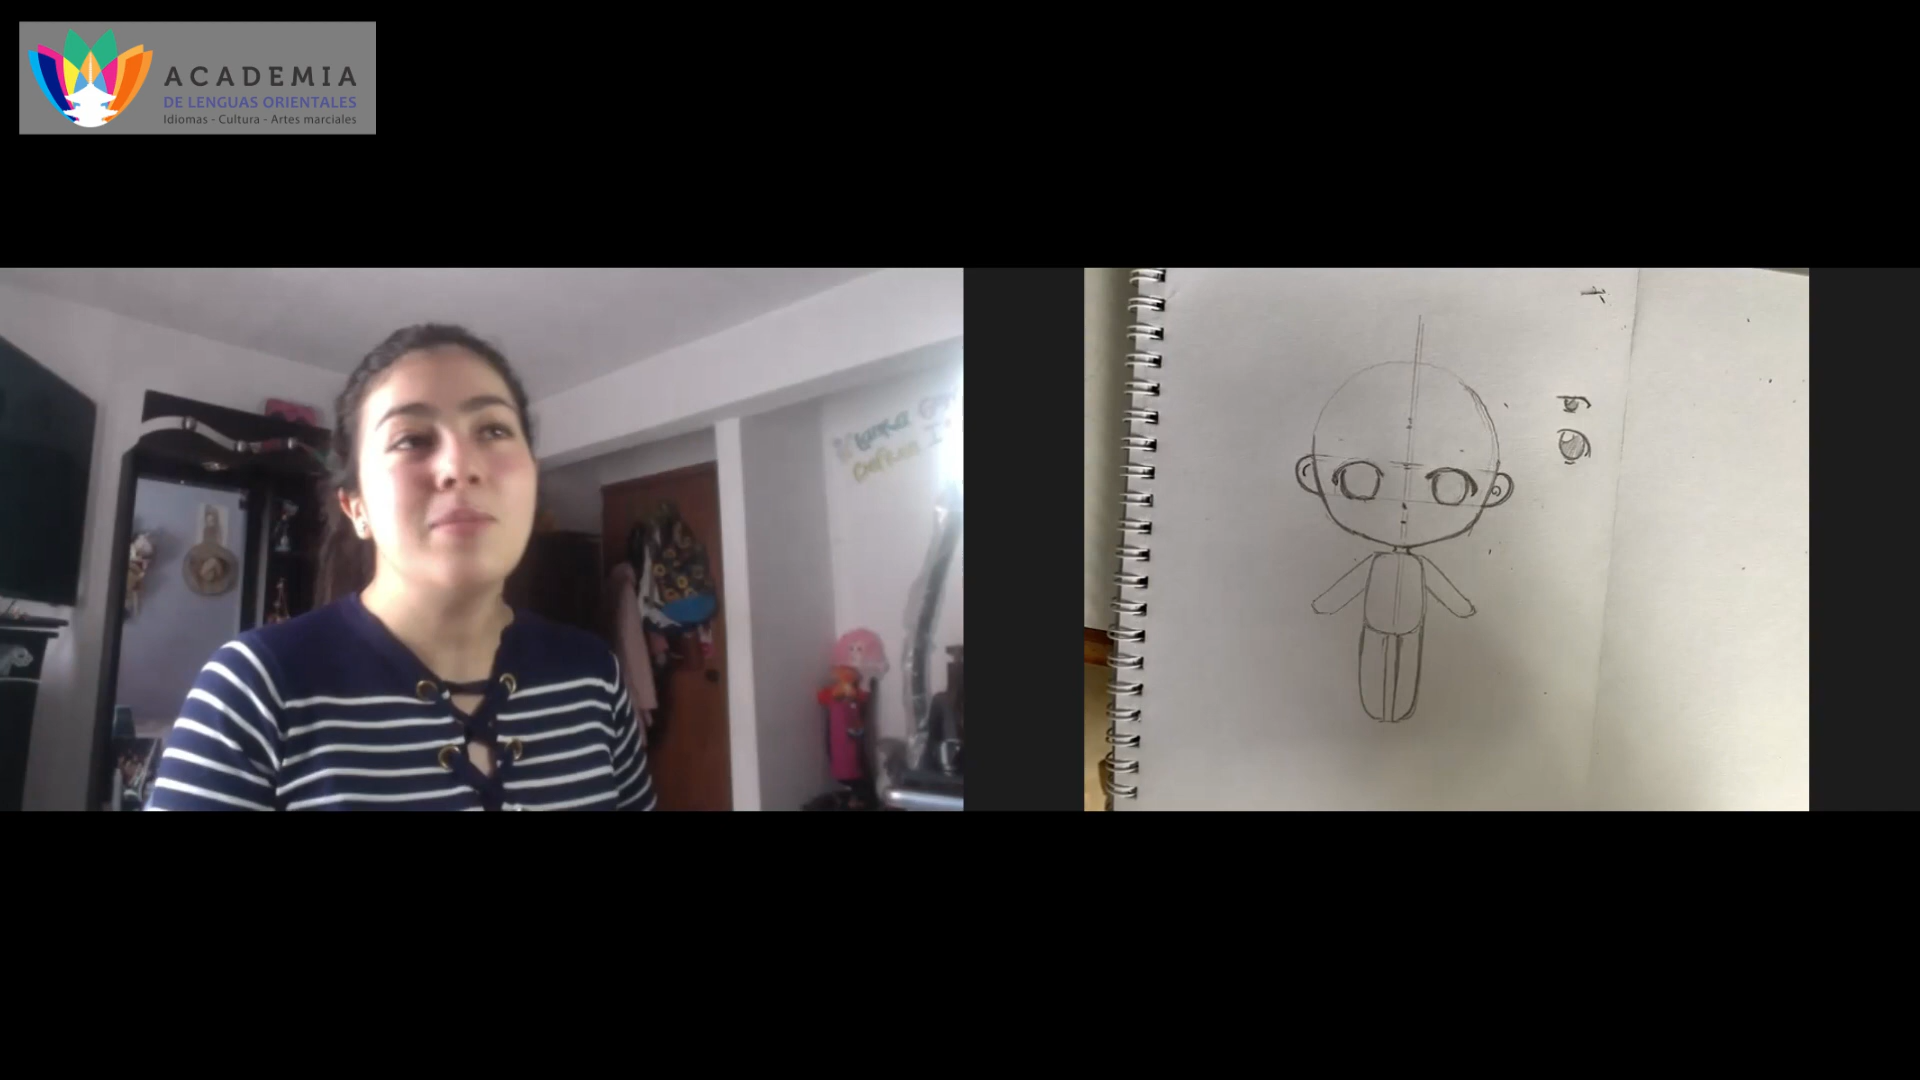 ACADEMIA
DE LENGUAS ORIENTALES
Idiomas - Cultura - Artes marciales